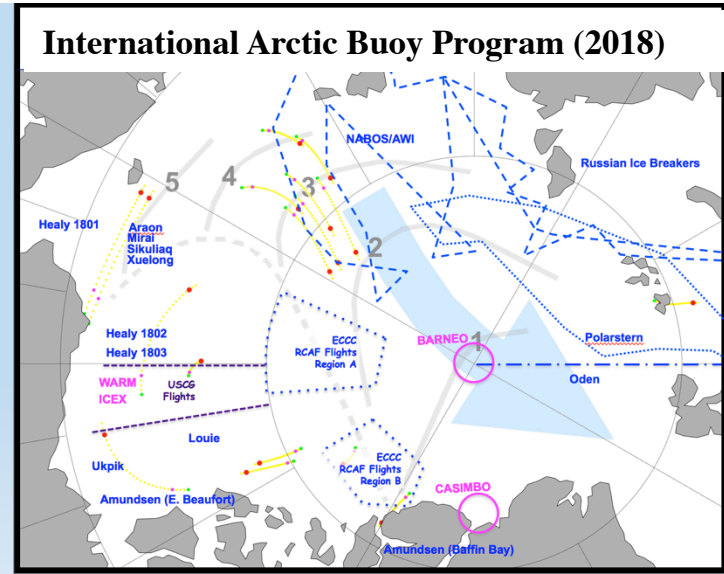 International Arctic Buoy Program (2018)
NABOS/AWI
Russian Ice Breakers
5
4
3
Healy 1801
Araon
Mirai
Sikuliaq
Xuelong
2
Healy 1802
Healy 1803
ECCC
RCAF Flights
Region A
BARNEO
1
Polarstern
Oden
WARM
ICEX
USCG
Flights
Louie
Ukpik
ECCC
RCAF Flights
Region B
Amundsen (E. Beaufort)
CASIMBO
Amundsen (Baffin Bay)